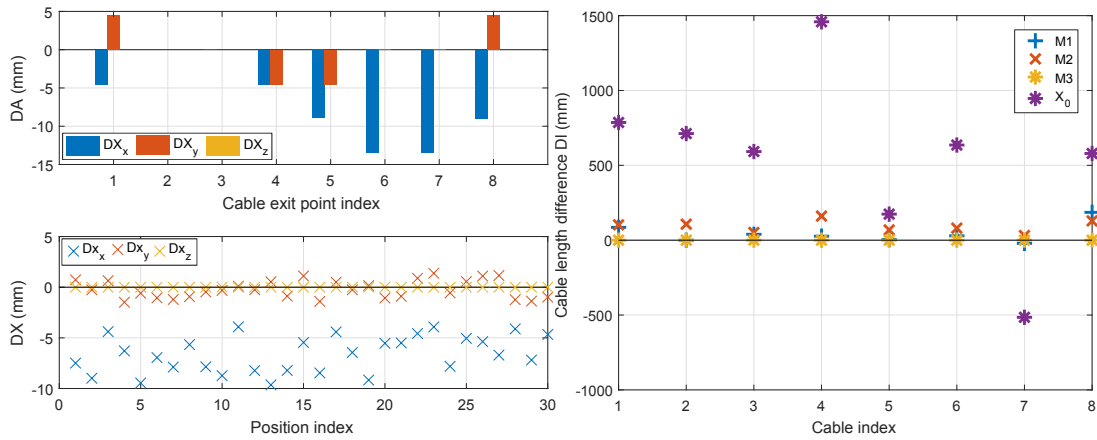 5
0
-5
-10
-15
DA (mm)
DX_x DX_y DX_z
1 2 3 4 5 6 7 8
Cable exit point index
5
0
-5
-10
DX (mm)
Dx_x Dx_y Dx_z
0 5 10 15 20 25 30
Position index
1500
1000
500
0
-500
-1000
Cable length difference DI (mm)
M1
M2
M3
X_0
1 2 3 4 5 6 7 8
Cable index